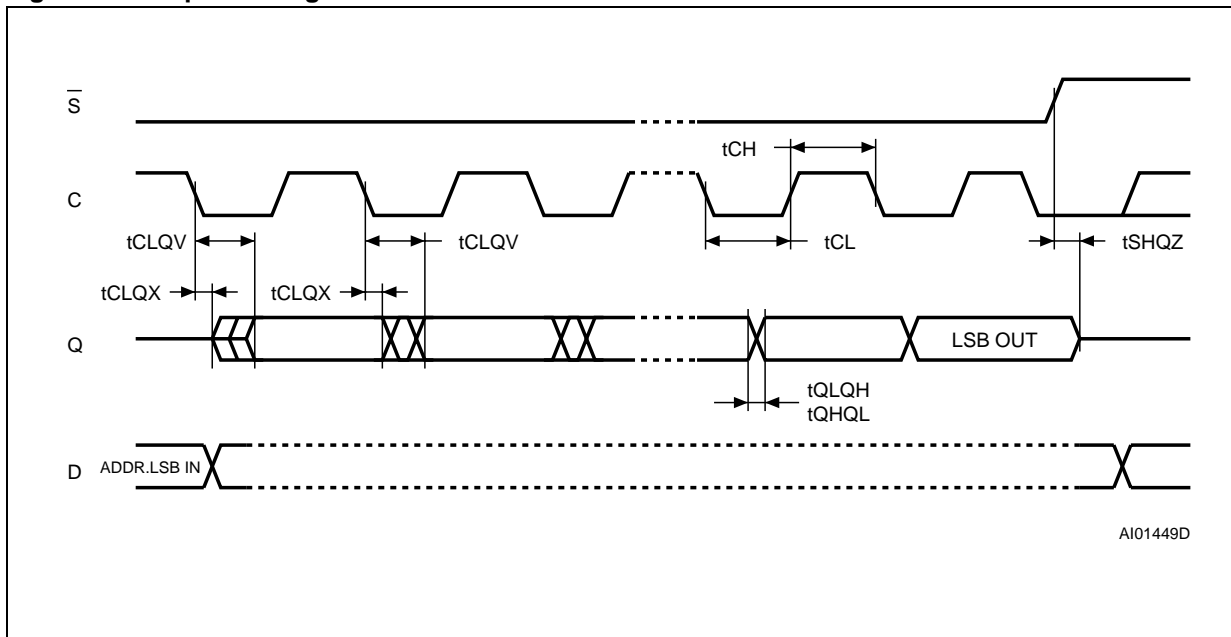 S
tCH
C
tCLQV
tCLQV
tCL
tSHQZ
tCLQX
tCLQX
Q
LSB OUT
tQLQH
tQHQL
D
ADDR.LSB IN
AI01449D